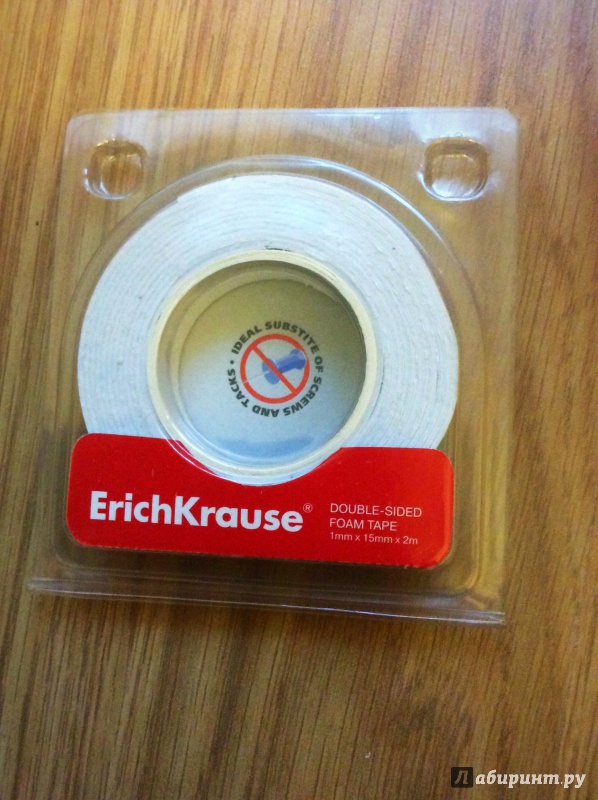 IDEAL SUBSTITE OF SCREWS AND TACKS •
ErichKrause®
DOUBLE-SIDED
FOAM TAPE
1mm x 15mm x 2m
Лабиринт.ру